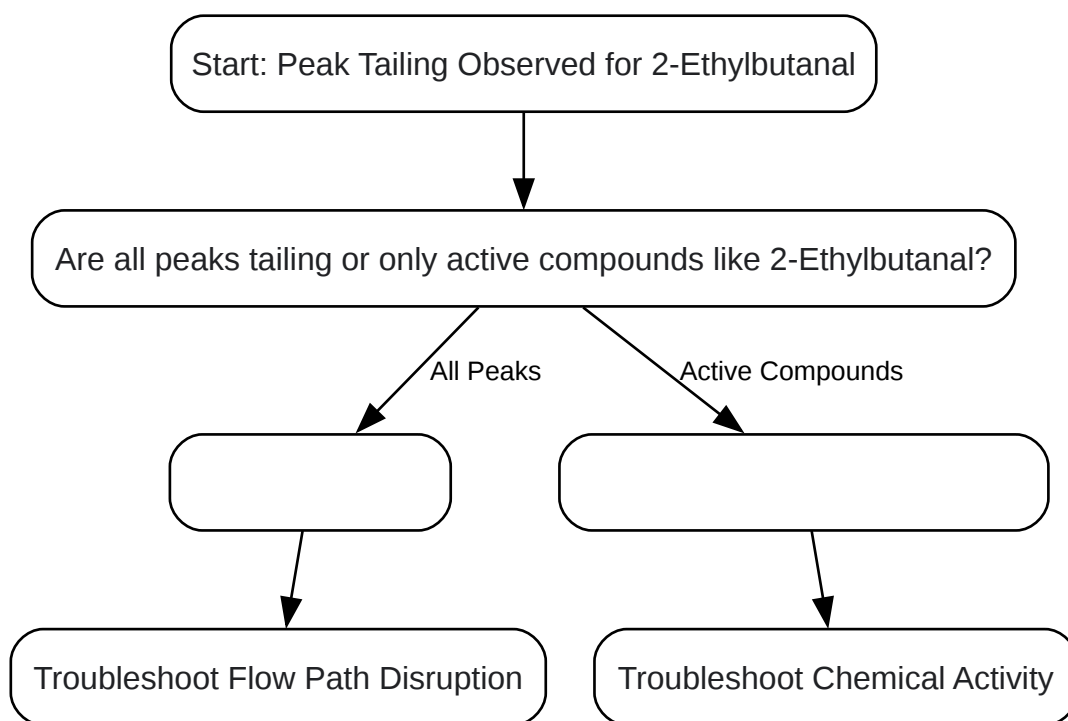 Start: Peak Tailing Observed for 2-Ethylbutanal
Are all peaks tailing or only active compounds like 2-Ethylbutanal?
All Peaks
Active Compounds
Troubleshoot Flow Path Disruption
Troubleshoot Chemical Activity